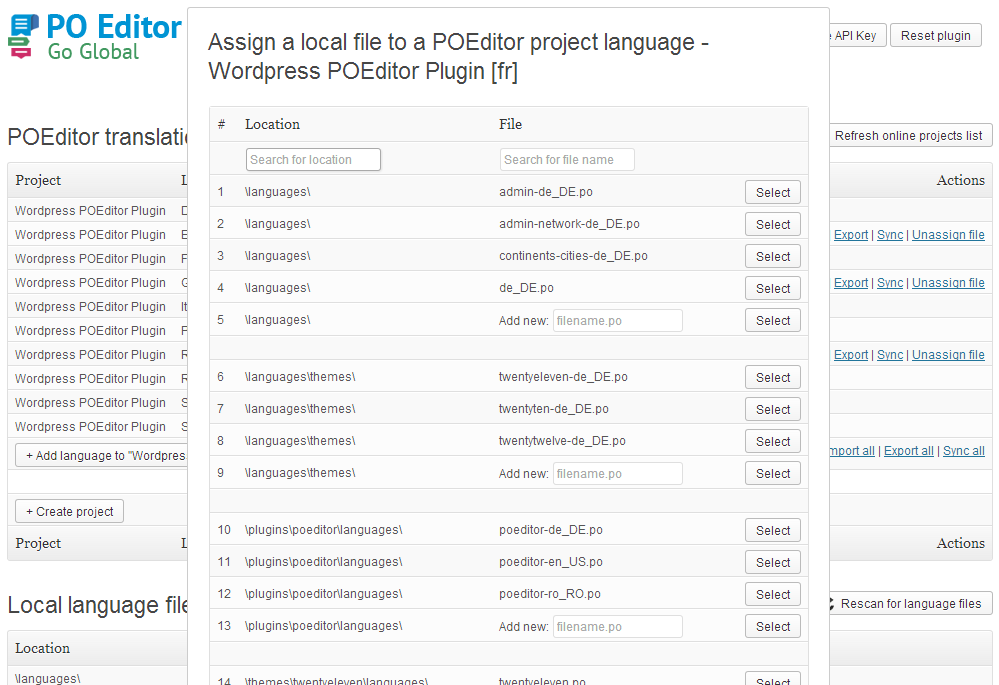 PO Editor
Go Global
API Key
Reset plugin
Assign a local file to a POEditor project language -
Wordpress POEditor Plugin [fr]
# Location File
Search for location Search for file name
1 \languages\ admin-de_DE.po Select
2 \languages\ admin-network-de_DE.po Select
3 \languages\ continents-cities-de_DE.po Select
4 \languages\ de_DE.po Select
5 \languages\ Add new: filename.po Select
6 \languages\themes\ twentyeleven-de_DE.po Select
7 \languages\themes\ twentyten-de_DE.po Select
8 \languages\themes\ twentytwelve-de_DE.po Select
9 \languages\themes\ Add new: filename.po Select
10 \plugins\poeditor\languages\ poeditor-de_DE.po Select
11 \plugins\poeditor\languages\ poeditor-en_US.po Select
12 \plugins\poeditor\languages\ poeditor-ro_RO.po Select
13 \plugins\poeditor\languages\ Add new: filename.po Select
14 \themes\twentyeleven\languages\ twentyeleven.po Select
POEditor
Refresh online projects list
Project Actions
Wordpress POEditor Plugin
Wordpress POEditor Plugin Export | Sync | Unassign file
Wordpress POEditor Plugin
Wordpress POEditor Plugin Export | Sync | Unassign file
Wordpress POEditor Plugin
Wordpress POEditor Plugin
Wordpress POEditor Plugin Export | Sync | Unassign file
Wordpress POEditor Plugin
Wordpress POEditor Plugin
Wordpress POEditor Plugin
+ Add language to "Wordpres all | Export all | Sync all
+ Create project
Project Actions
Local language
Rescan for language files
Location
\languages\